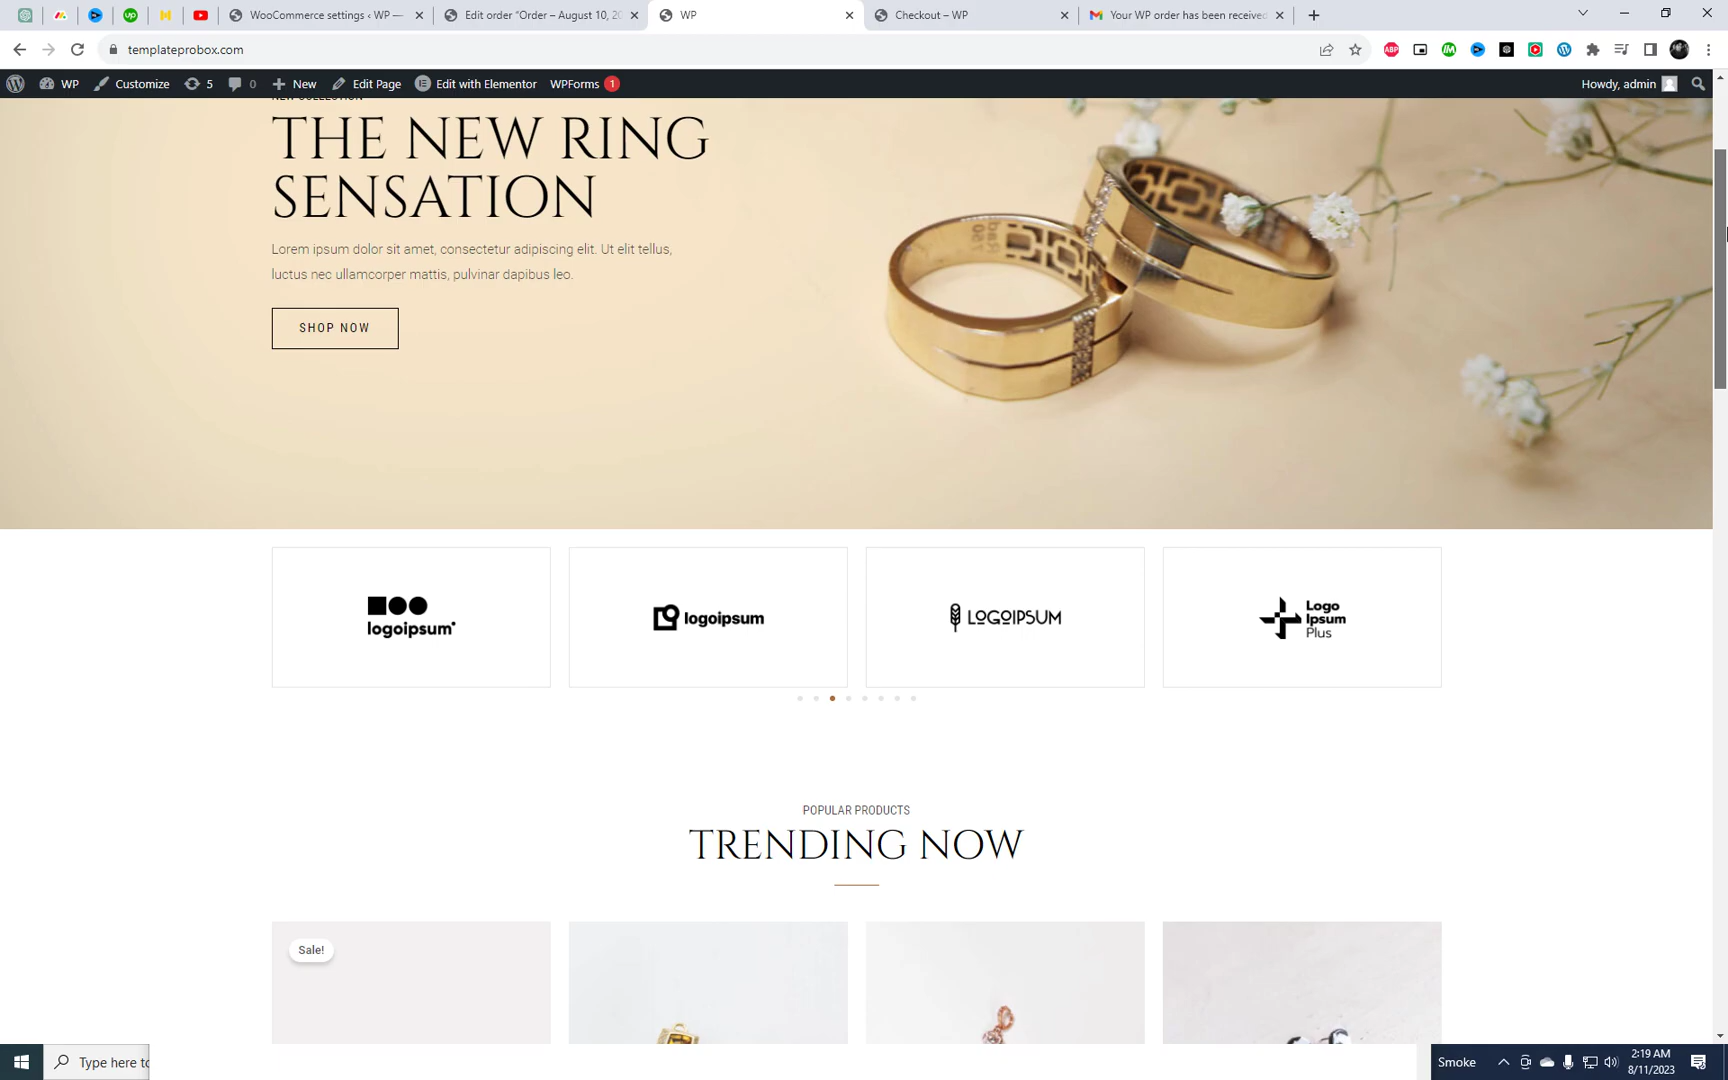 WooCommerce settings ‹ WP —
Edit order “Order – August 10, 20
WP
Checkout – WP
Your WP order has been received
templateprobox.com
WP
Customize
5
0
New
Edit Page
Edit with Elementor
WPForms 1
Howdy, admin
NEW COLLECTION
THE NEW RING
SENSATION
Lorem ipsum dolor sit amet, consectetur adipiscing elit. Ut elit tellus,
luctus nec ullamcorper mattis, pulvinar dapibus leo.
SHOP NOW
logoipsum
logoipsum
LOGOIPSUM
Logo
Ipsum
Plus
POPULAR PRODUCTS
TRENDING NOW
Sale!
Type here to
Smoke
2:19 AM
8/11/2023